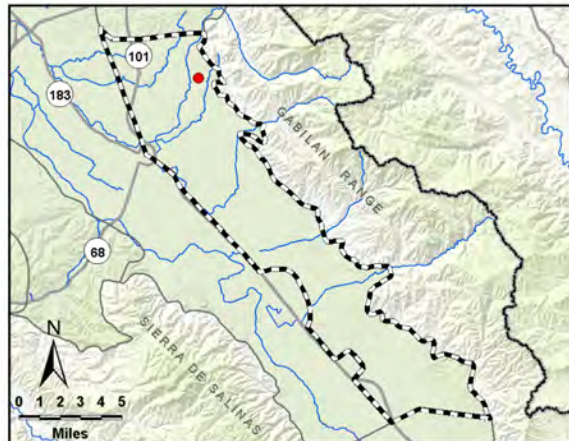 101
183
GABILAN RANGE
68
SIERRA DE SALINAS
N
0 1 2 3 4 5
Miles